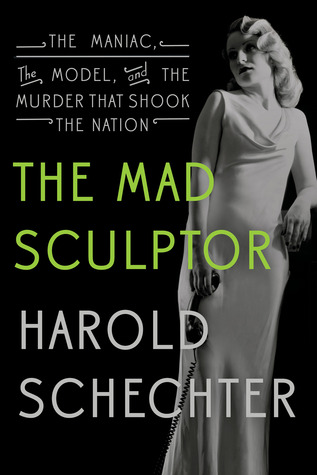 THE MANIAC,
The MODEL, and THE
MURDER THAT SHOOK
THE NATION
THE MAD
SCULPTOR
HAROLD
SCHECHTER